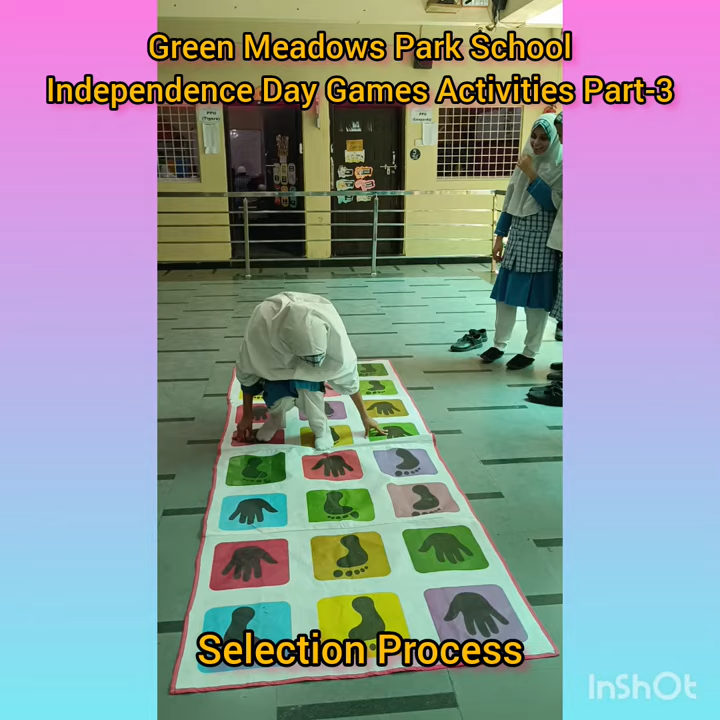 Green Meadows Park School
Independence Day Games Activities Part-3
Selection Process
InShOt